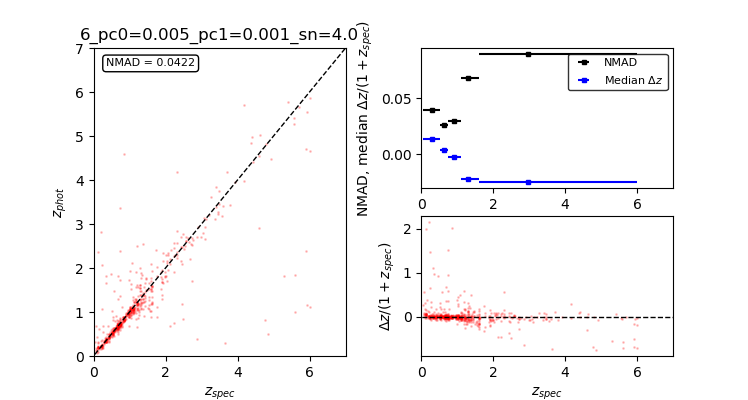 6_pc0=0.005_pc1=0.001_sn=4.0
NMAD = 0.0422
7
6
5
4
3
2
1
0
z_phot
0 2 4 6
z_spec
NMAD, median Δz/(1 + z_spec)
0.05
0.00
NMAD
Median Δz
0 2 4 6
Δz/(1 + z_spec)
2
1
0
0 2 4 6
z_spec